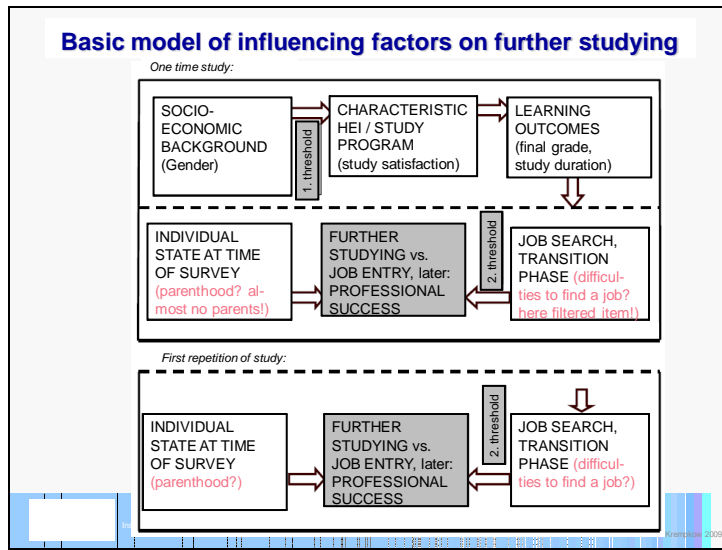 Basic model of influencing factors on further studying
One time study:
SOCIO-
ECONOMIC
BACKGROUND
(Gender)
1. threshold
CHARACTERISTIC
HEI / STUDY
PROGRAM
(study satisfaction)
LEARNING
OUTCOMES
(final grade,
study duration)
INDIVIDUAL
STATE AT TIME
OF SURVEY
(parenthood? al-
most no parents!)
FURTHER
STUDYING vs.
JOB ENTRY, later:
PROFESSIONAL
SUCCESS
2. threshold
JOB SEARCH,
TRANSITION
PHASE (difficul-
ties to find a job?
here filtered item!)
First repetition of study:
INDIVIDUAL
STATE AT TIME
OF SURVEY
(parenthood?)
FURTHER
STUDYING vs.
JOB ENTRY, later:
PROFESSIONAL
SUCCESS
2. threshold
JOB SEARCH,
TRANSITION
PHASE (difficul-
ties to find a job?)
Krempkow 2009